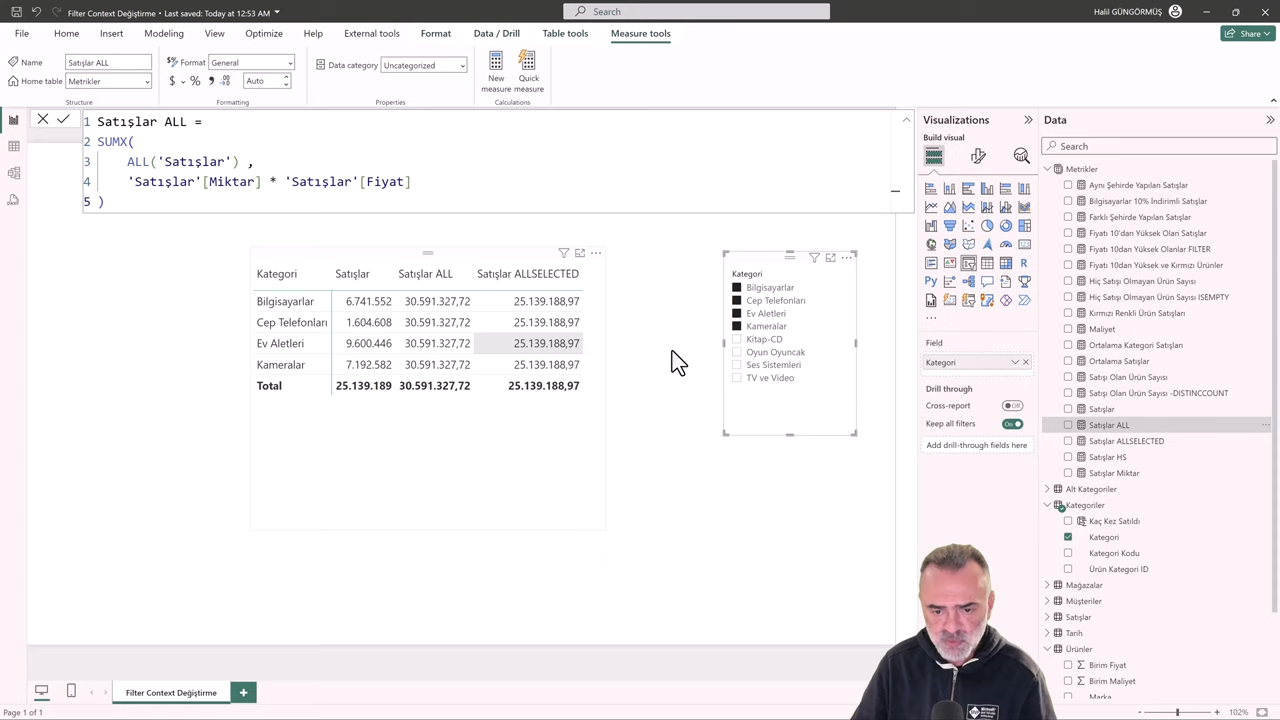 Filter Context Değiştirme • Last saved: Today at 12:53 AM
Search
Halil GÜNGÖRMÜŞ
File Home Insert Modeling View Optimize Help External tools Format Data / Drill Table tools Measure tools
Share
Name Satışlar ALL
Home table Metrikler
Structure
Format General
$ % Auto
Formatting
Data category Uncategorized
Properties
New measure
Quick measure
Calculations
1 Satışlar ALL =
2 SUMX(
3 ALL('Satışlar') ,
4 'Satışlar'[Miktar] * 'Satışlar'[Fiyat]
5 )
Kategori Satışlar Satışlar ALL Satışlar ALLSELECTED
Bilgisayarlar 6.741.552 30.591.327,72 25.139.188,97
Cep Telefonları 1.604.608 30.591.327,72 25.139.188,97
Ev Aletleri 9.600.446 30.591.327,72 25.139.188,97
Kameralar 7.192.582 30.591.327,72 25.139.188,97
Total 25.139.189 30.591.327,72 25.139.188,97
Kategori
Bilgisayarlar
Cep Telefonları
Ev Aletleri
Kameralar
Kitap-CD
Oyun Oyuncak
Ses Sistemleri
TV ve Video
Visualizations
Build visual
Field
Kategori
Drill through
Cross-report Off
Keep all filters On
Add drill-through fields here
Data
Search
Metrikler
Aynı Şehirde Yapılan Satışlar
Bilgisayarlar 10% İndirimli Satışlar
Farklı Şehirde Yapılan Satışlar
Fiyatı 10'dan Yüksek Olan Satışlar
Fiyatı 10dan Yüksek Olanlar FILTER
Fiyatı 10dan Yüksek ve Kırmızı Ürünler
Hiç Satışı Olmayan Ürün Sayısı
Hiç Satışı Olmayan Ürün Sayısı ISEMPTY
Kırmızı Renkli Ürün Satışları
Maliyet
Ortalama Kategori Satışları
Ortalama Satışlar
Satışı Olan Ürün Sayısı
Satışı Olan Ürün Sayısı -DISTINCCOUNT
Satışlar
Satışlar ALL
Satışlar ALLSELECTED
Satışlar HS
Satışlar Miktar
Alt Kategoriler
Kategoriler
Kaç Kez Satıldı
Kategori
Kategori Kodu
Ürün Kategori ID
Mağazalar
Müşteriler
Satışlar
Tarih
Ürünler
Birim Fiyat
Birim Maliyet
Marka
Filter Context Değiştirme
Page 1 of 1
102%